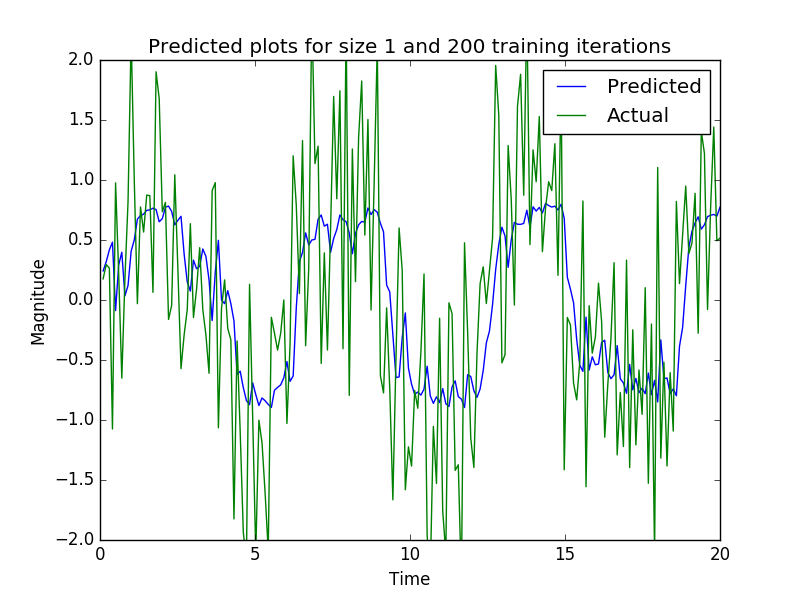 Predicted plots for size 1 and 200 training iterations
Predicted
Actual
2.0
1.5
1.0
0.5
0.0
−0.5
−1.0
−1.5
−2.0
Magnitude
0 5 10 15 20
Time